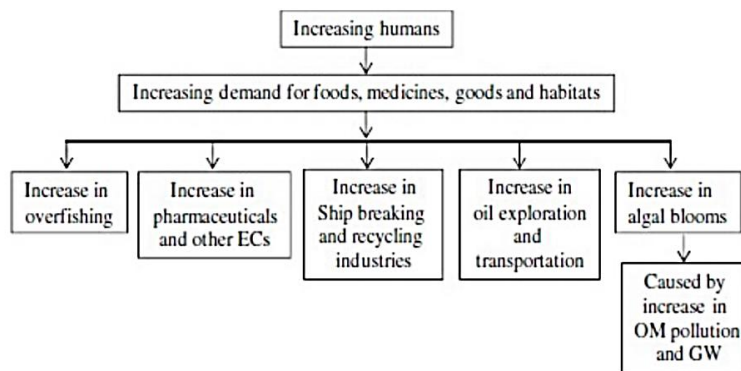 Increasing humans
Increasing demand for foods, medicines, goods and habitats
Increase in
overfishing
Increase in
pharmaceuticals
and other ECs
Increase in
Ship breaking
and recycling
industries
Increase in
oil exploration
and
transportation
Increase in
algal blooms
Caused by
increase in
OM pollution
and GW